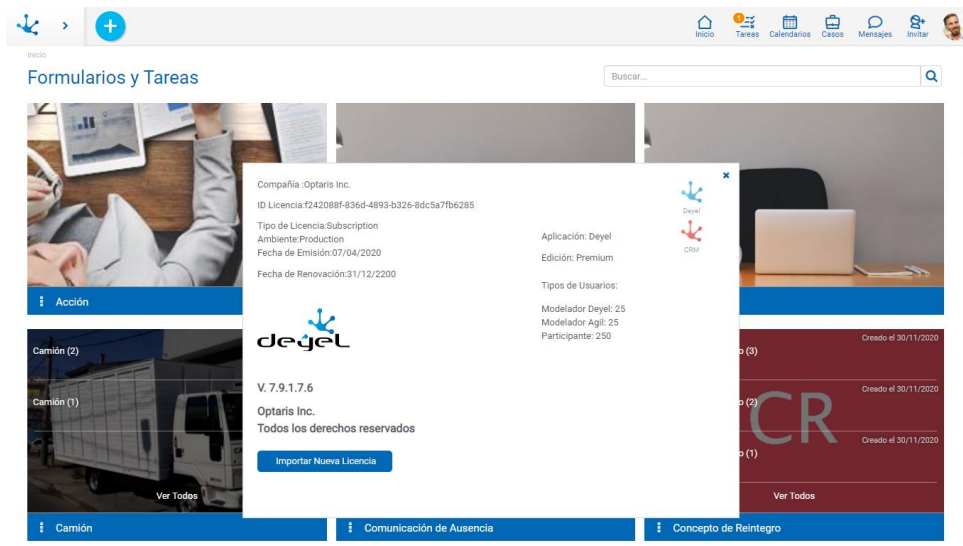 Inicio
Tareas
1
Calendarios
Casos
Mensajes
Invitar
Inicio
Formularios y Tareas
Buscar...
Compañía :Optaris Inc.
ID Licencia:f242088f-836d-4893-b326-8dc5a7fb6285
Tipo de Licencia:Subscription
Ambiente:Production
Fecha de Emisión:07/04/2020
Fecha de Renovación:31/12/2200
deyel
V. 7.9.1.7.6
Optaris Inc.
Todos los derechos reservados
Importar Nueva Licencia
Aplicación: Deyel
Edición: Premium
Tipos de Usuarios:
Modelador Deyel: 25
Modelador Agil: 25
Participante: 250
Deyel
CRM
Acción
Camión (2)
Camión (1)
Ver Todos
Camión
Comunicación de Ausencia
Creado el 30/11/2020
o (3)
Creado el 30/11/2020
o (2)
CR
Creado el 30/11/2020
o (1)
Ver Todos
Concepto de Reintegro